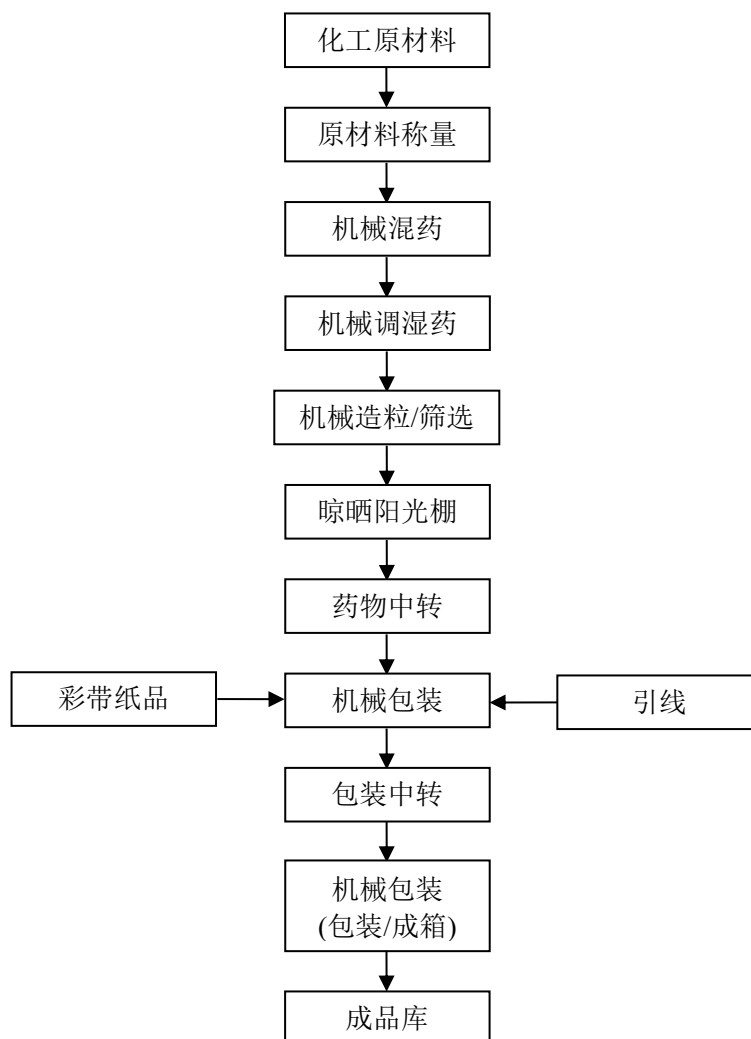 化工原材料
原材料称量
机械混药
机械调湿药
机械造粒/筛选
晾晒阳光棚
药物中转
彩带纸品
机械包装
引线
包装中转
机械包装
(包装/成箱)
成品库